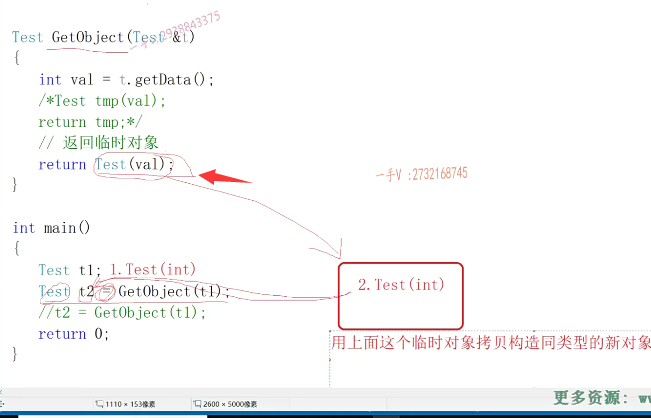 Test GetObject(Test &t)
一手V:2938843375
{
int val = t.getData();
/*Test tmp(val);
return tmp;*/
// 返回临时对象
return Test(val);
}
一手V :2732168745
int main()
{
Test t1; 1.Test(int)
Test t2 = GetObject(t1);
2.Test(int)
//t2 = GetObject(t1);
return 0;
用上面这个临时对象拷贝构造同类型的新对象
}
更多资源: w
1110 × 153像素
2600 × 5000像素